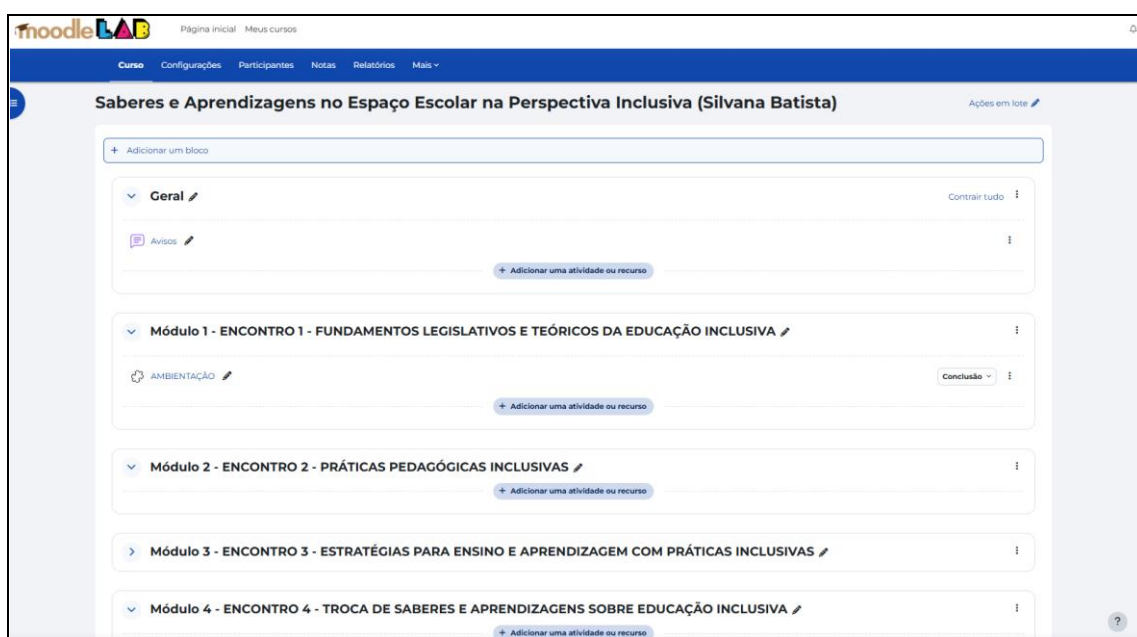 moodle LAB Página inicial Meus cursos
Curso Configurações Participantes Notas Relatórios Mais
Saberes e Aprendizagens no Espaço Escolar na Perspectiva Inclusiva (Silvana Batista) Ações em lote
+ Adicionar um bloco
Geral Contrair tudo
Avisos
+ Adicionar uma atividade ou recurso
Módulo 1 - ENCONTRO 1 - FUNDAMENTOS LEGISLATIVOS E TEÓRICOS DA EDUCAÇÃO INCLUSIVA
AMBIENTAÇÃO Conclusão
+ Adicionar uma atividade ou recurso
Módulo 2 - ENCONTRO 2 - PRÁTICAS PEDAGÓGICAS INCLUSIVAS
+ Adicionar uma atividade ou recurso
Módulo 3 - ENCONTRO 3 - ESTRATÉGIAS PARA ENSINO E APRENDIZAGEM COM PRÁTICAS INCLUSIVAS
Módulo 4 - ENCONTRO 4 - TROCA DE SABERES E APRENDIZAGENS SOBRE EDUCAÇÃO INCLUSIVA
+ Adicionar uma atividade ou recurso
?